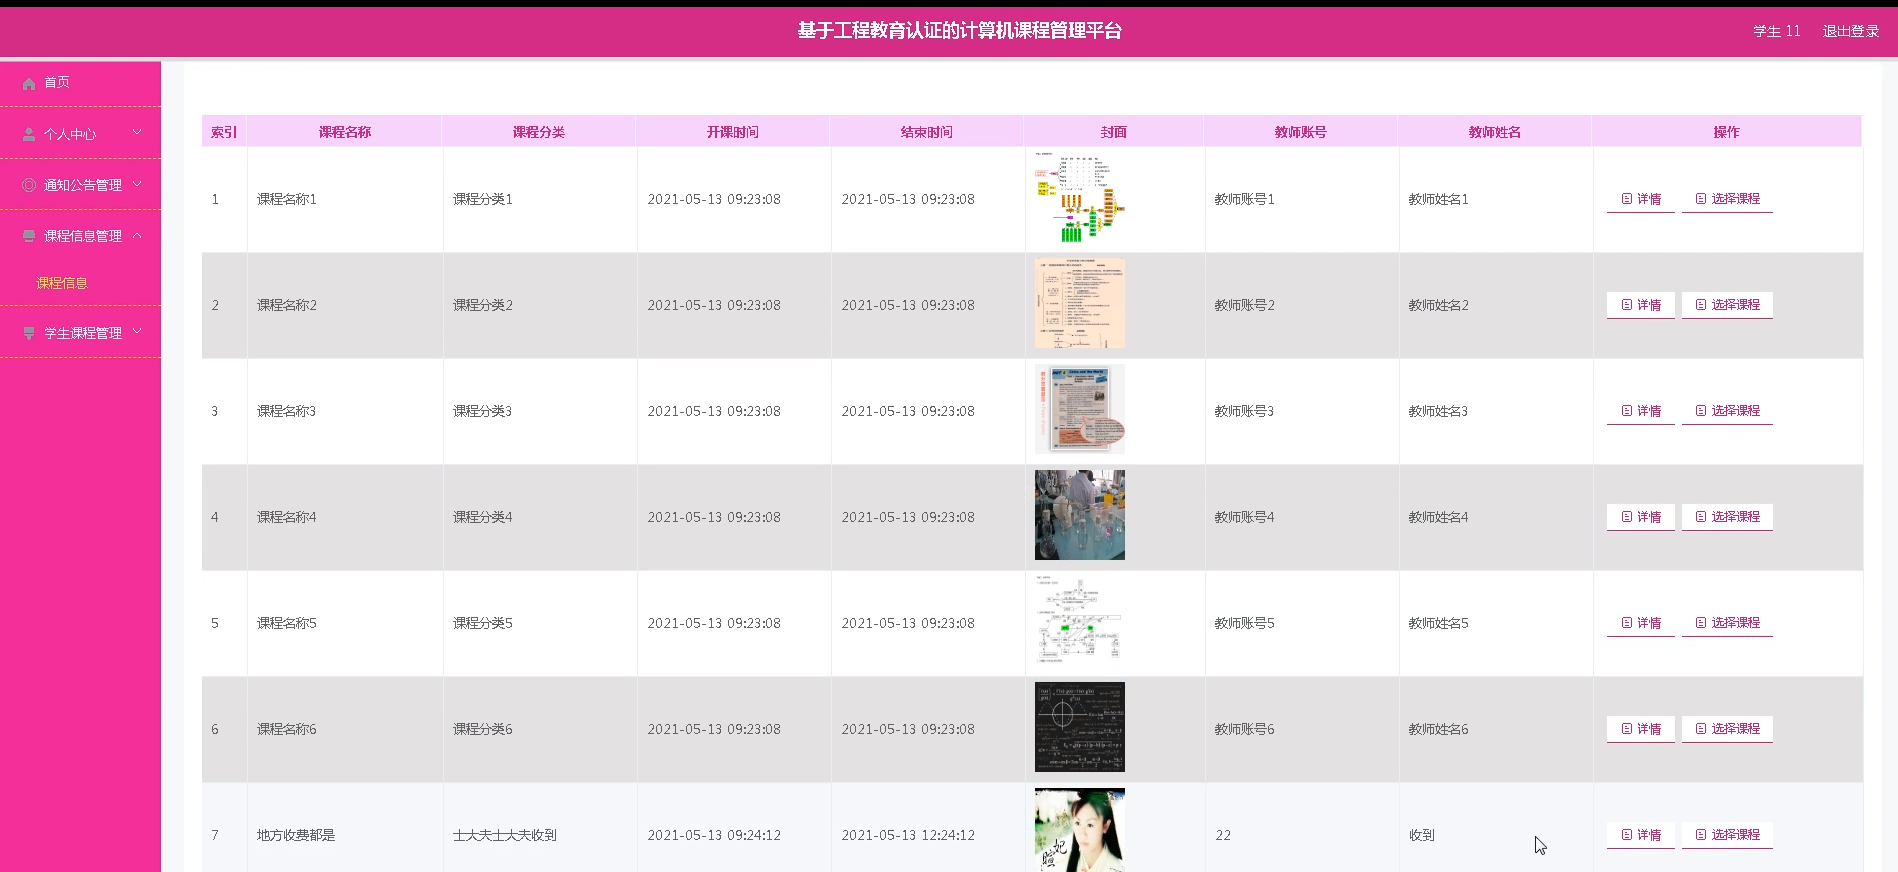 基于工程教育认证的计算机课程管理平台
学生 11 退出登录
首页
个人中心
通知公告管理
课程信息管理
课程信息
学生课程管理
索引 课程名称 课程分类 开课时间 结束时间 封面 教师账号 教师姓名 操作
1 课程名称1 课程分类1 2021-05-13 09:23:08 2021-05-13 09:23:08 教师账号1 教师姓名1 详情 选择课程
2 课程名称2 课程分类2 2021-05-13 09:23:08 2021-05-13 09:23:08 教师账号2 教师姓名2 详情 选择课程
3 课程名称3 课程分类3 2021-05-13 09:23:08 2021-05-13 09:23:08 教师账号3 教师姓名3 详情 选择课程
4 课程名称4 课程分类4 2021-05-13 09:23:08 2021-05-13 09:23:08 教师账号4 教师姓名4 详情 选择课程
5 课程名称5 课程分类5 2021-05-13 09:23:08 2021-05-13 09:23:08 教师账号5 教师姓名5 详情 选择课程
6 课程名称6 课程分类6 2021-05-13 09:23:08 2021-05-13 09:23:08 教师账号6 教师姓名6 详情 选择课程
7 地方收费都是 士大夫士大夫收到 2021-05-13 09:24:12 2021-05-13 12:24:12 22 收到 详情 选择课程